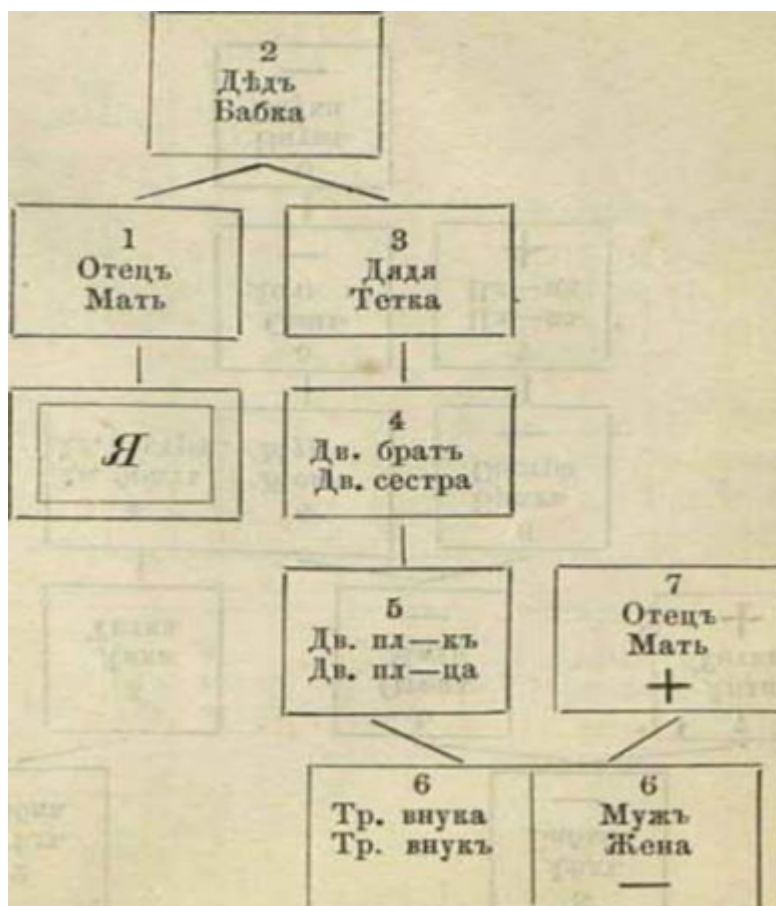 2
Дѣдъ
Бабка
1
Отецъ
Мать
3
Дядя
Тетка
Я
4
Дв. братъ
Дв. сестра
5
Дв. пл—къ
Дв. пл—ца
7
Отецъ
Мать
+
6
Тр. внука
Тр. внукъ
6
Мужъ
Жена
—